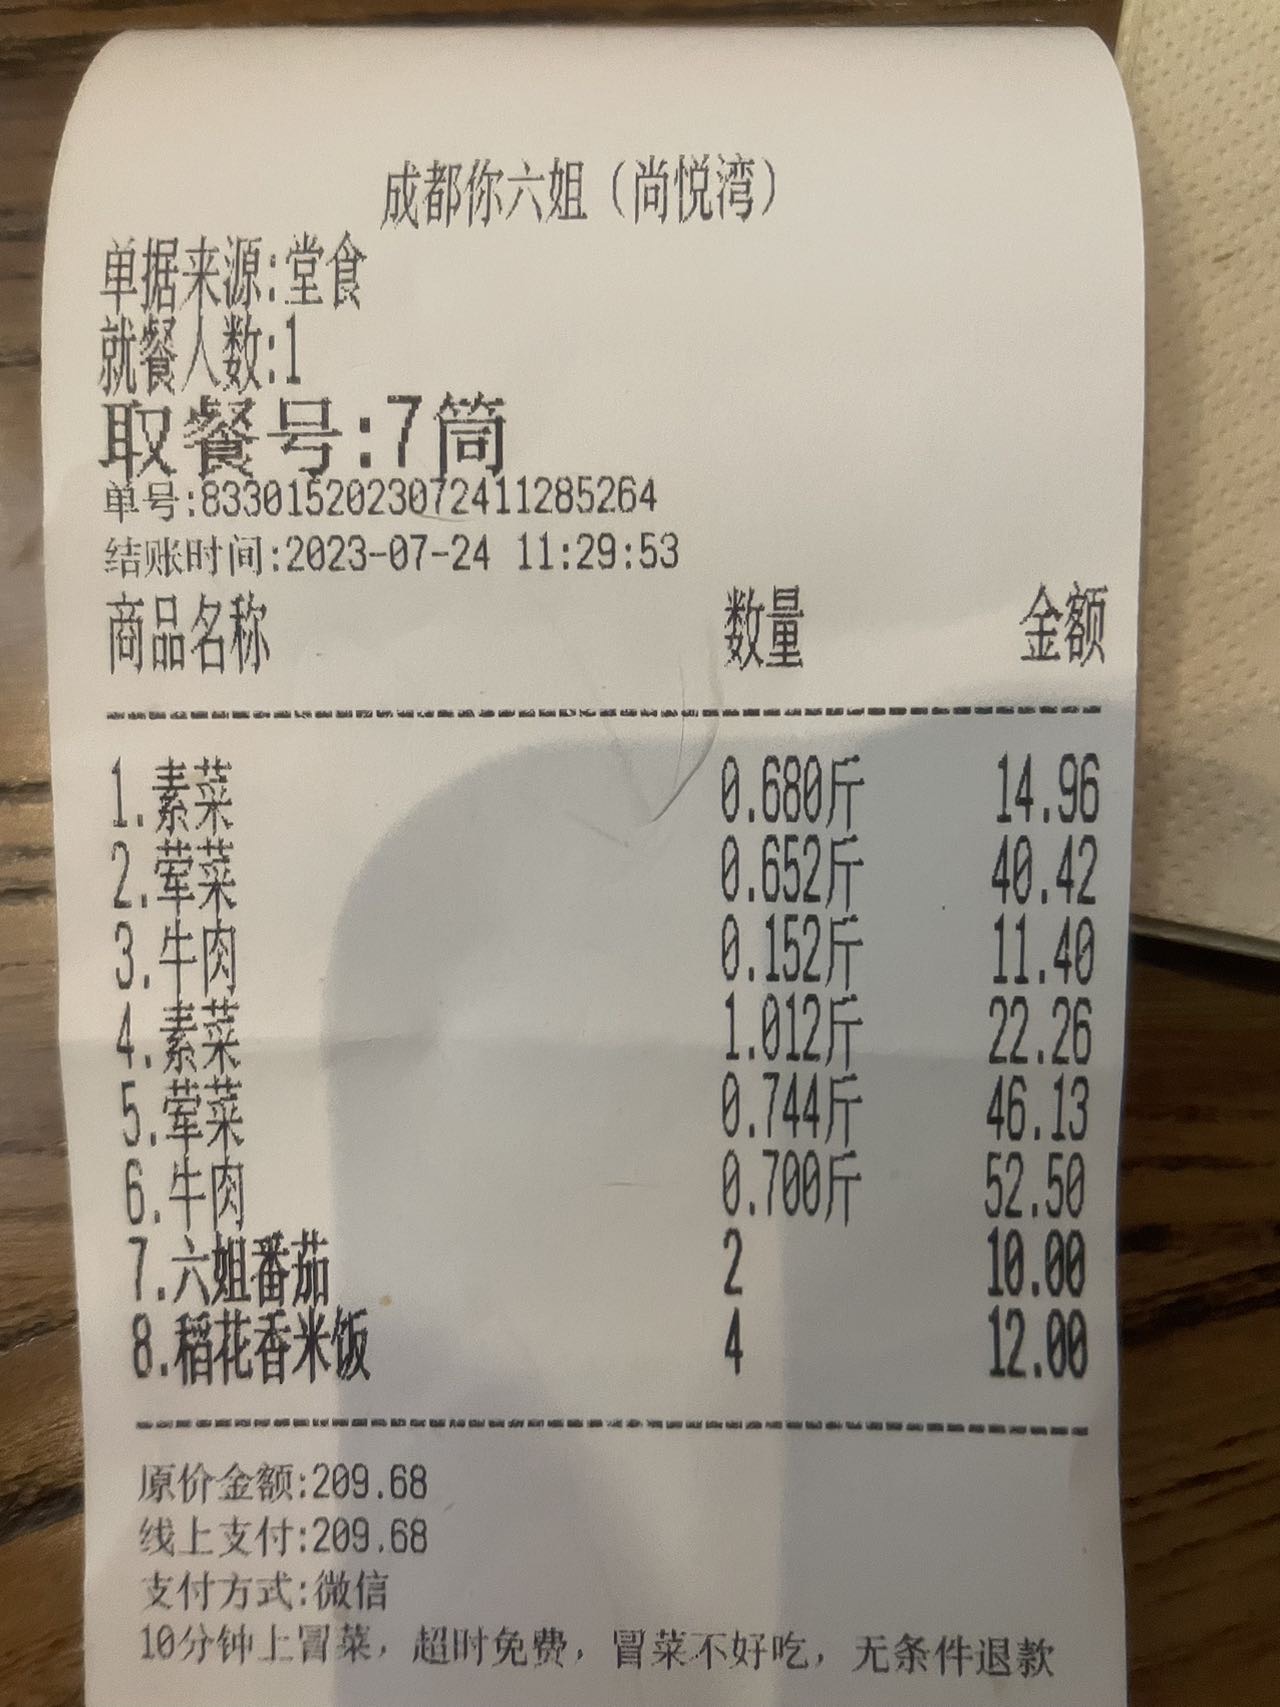 成都你六姐（尚悦湾）
单据来源:堂食
就餐人数:1
取餐号:7筒
单号:8330152023072411285264
结账时间:2023-07-24 11:29:53
商品名称 数量 金额
1.素菜 0.680斤 14.96
2.荤菜 0.652斤 40.42
3.牛肉 0.152斤 11.40
4.素菜 1.012斤 22.26
5.荤菜 0.744斤 46.13
6.牛肉 0.700斤 52.50
7.六姐番茄 2 10.00
8.稻花香米饭 4 12.00
原价金额:209.68
线上支付:209.68
支付方式:微信
10分钟上冒菜，超时免费，冒菜不好吃，无条件退款